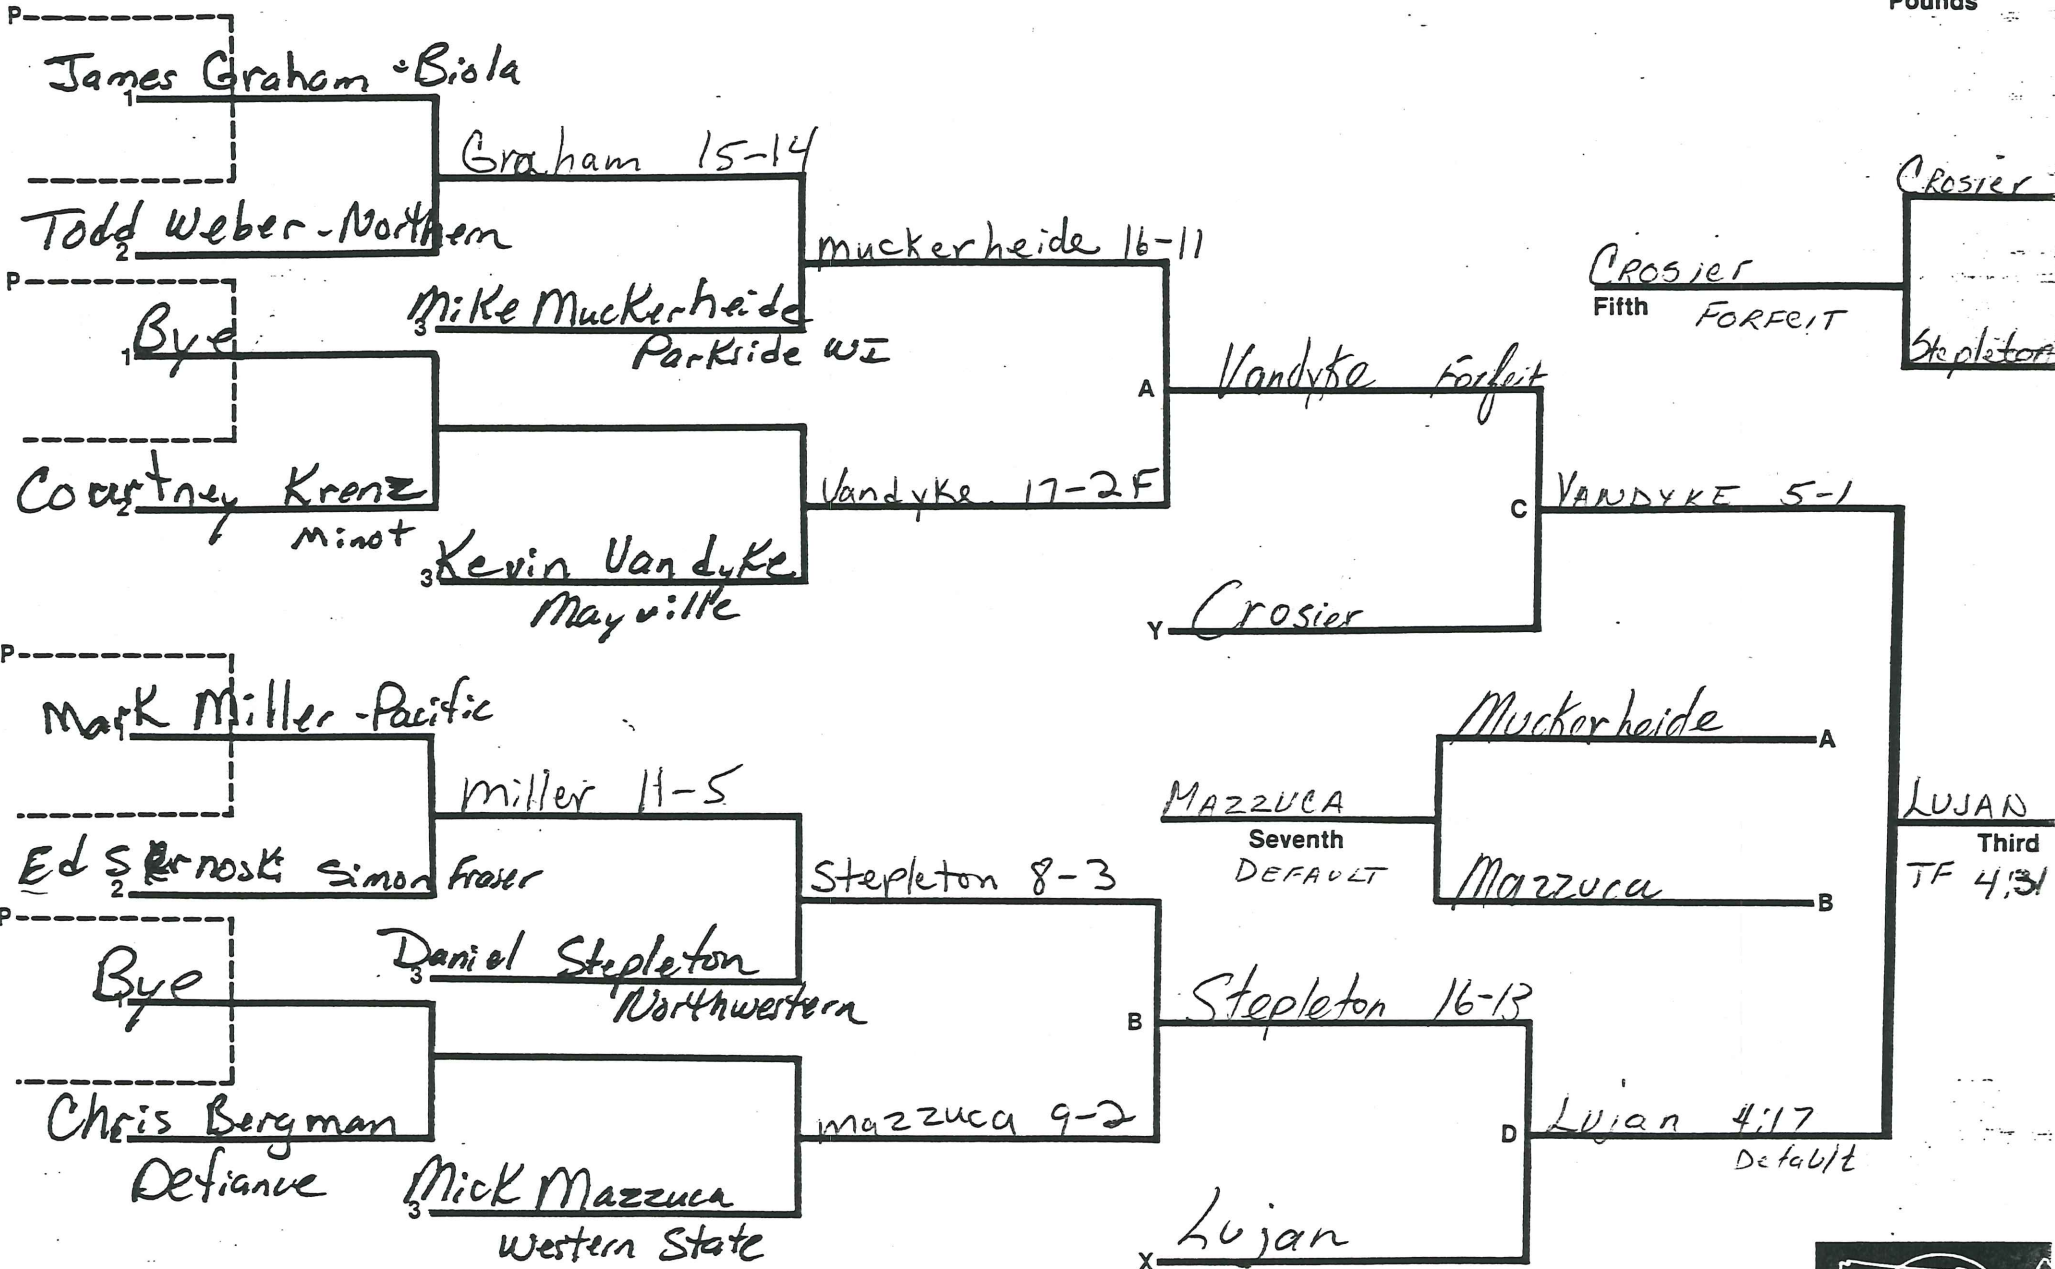 Pounds
P
James Graham - Biola
1
Graham 15-14
Crosier
Todd Weber - Northern
2
muckerheide 16-11
Crosier
Fifth FORFEIT
P
Bye
1
3 Mike Muckerheide
Parkside WI
Stepleton
A Vandyke Forfeit
Courtney Krenz
2
Minot
Vandyke 17-2 F
C VANDYKE 5-1
3 Kevin Vandyke
Mayville
Y Crosier
P
Mark Miller - Pacific
1
Muckerheide A
Miller 11-5
MAZZUCA
Seventh
DEFAULT
LUJAN
Third
TF 4:31
Ed Simon Fraser
2
Stepleton 8-3
Mazzuca B
P
Bye
1
3 Daniel Stepleton
Northwestern
B Stepleton 16-13
Chris Bergman
2
Defiance
mazzuca 9-2
D Lujan 4:17
Default
3 Mick Mazzuca
Western State
X Lujan